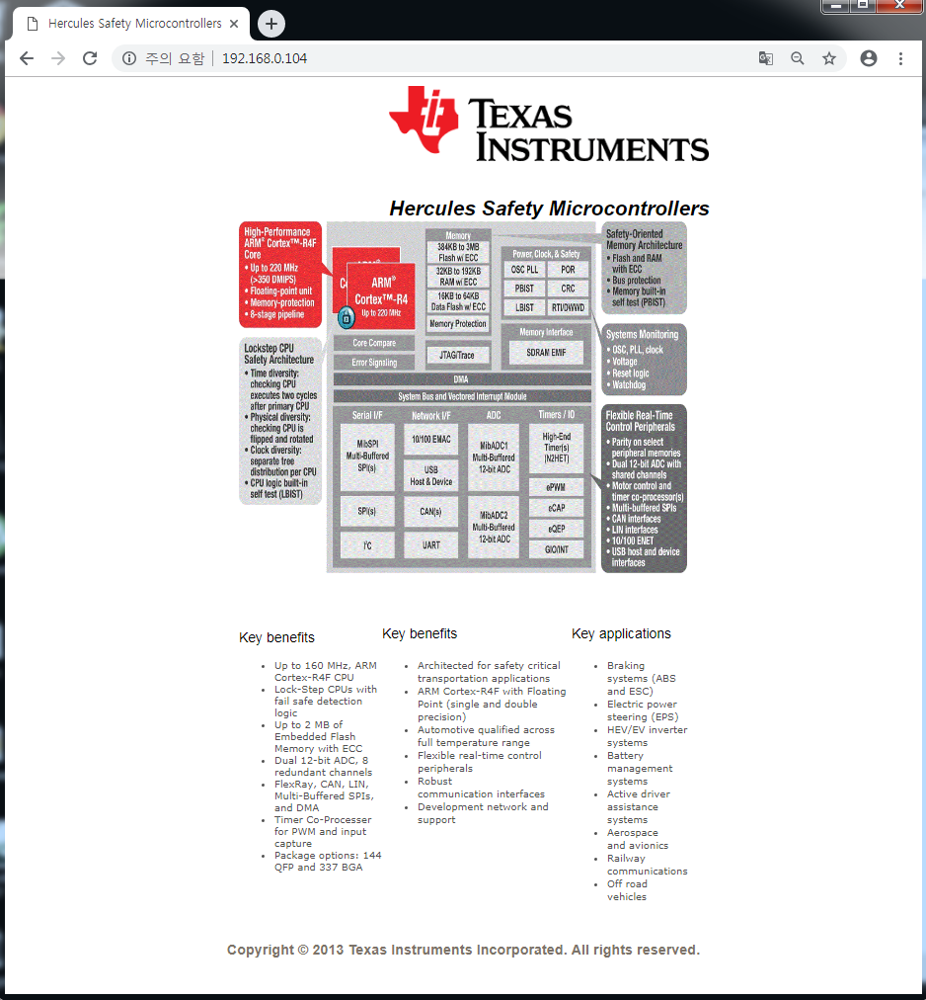 Hercules Safety Microcontrollers
주의 요함
192.168.0.104
TEXAS
INSTRUMENTS
Hercules Safety Microcontrollers
High-Performance
ARM® Cortex™-R4F
Core
• Up to 220 MHz
(>350 DMIPS)
• Floating-point unit
• Memory-protection
• 8-stage pipeline
Lockstep CPU
Safety Architecture
• Time diversity:
checking CPU
executes two cycles
after primary CPU
• Physical diversity:
checking CPU is
flipped and rotated
• Clock diversity:
separate tree
distribution per CPU
• CPU logic built-in
self test (LBIST)
ARM®
Cortex™-R4
Up to 220 MHz
Core Compare
Error Signaling
Memory
384KB to 3MB
Flash w/ ECC
32KB to 192KB
RAM w/ ECC
16KB to 64KB
Data Flash w/ ECC
Memory Protection
JTAG/Trace
Power, Clock, & Safety
OSC PLL
POR
PBIST
CRC
LBIST
RTI/DWWD
Memory Interface
SDRAM EMIF
DMA
System Bus and Vectored Interrupt Module
Serial I/F
Network I/F
ADC
Timers / IO
MibSPI
Multi-Buffered
SPI(s)
SPI(s)
I²C
10/100 EMAC
USB
Host & Device
CAN(s)
UART
MibADC1
Multi-Buffered
12-bit ADC
MibADC2
Multi-Buffered
12-bit ADC
High-End
Timer(s)
(N2HET)
ePWM
eCAP
eQEP
GIO/INT
Safety-Oriented
Memory Architecture
• Flash and RAM
with ECC
• Bus protection
• Memory built-in
self test (PBIST)
Systems Monitoring
• OSC, PLL, clock
• Voltage
• Reset logic
• Watchdog
Flexible Real-Time
Control Peripherals
• Parity on select
peripheral memories
• Dual 12-bit ADC with
shared channels
• Motor control and
timer co-processor(s)
• Multi-buffered SPIs
• CAN interfaces
• LIN interfaces
• 10/100 ENET
• USB host and device
interfaces
Key benefits
• Up to 160 MHz, ARM
Cortex-R4F CPU
• Lock-Step CPUs with
fail safe detection
logic
• Up to 2 MB of
Embedded Flash
Memory with ECC
• Dual 12-bit ADC, 8
redundant channels
• FlexRay, CAN, LIN,
Multi-Buffered SPIs,
and DMA
• Timer Co-Processer
for PWM and input
capture
• Package options: 144
QFP and 337 BGA
Key benefits
• Architected for safety critical
transportation applications
• ARM Cortex-R4F with Floating
Point (single and double
precision)
• Automotive qualified across
full temperature range
• Flexible real-time control
peripherals
• Robust
communication interfaces
• Development network and
support
Key applications
• Braking
systems (ABS
and ESC)
• Electric power
steering (EPS)
• HEV/EV inverter
systems
• Battery
management
systems
• Active driver
assistance
systems
• Aerospace
and avionics
• Railway
communications
• Off road
vehicles
Copyright © 2013 Texas Instruments Incorporated. All rights reserved.